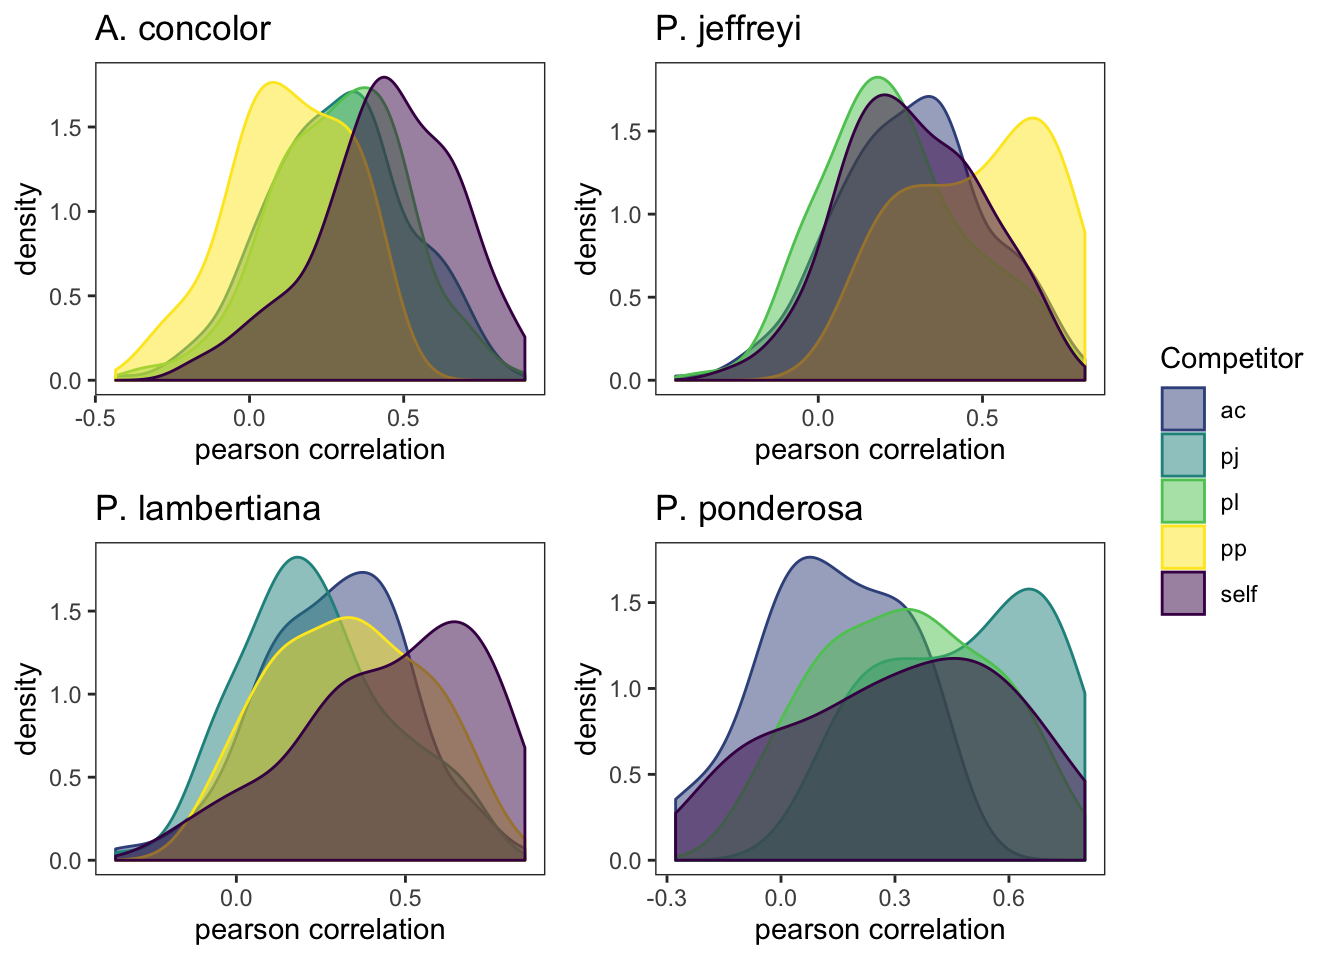 A. concolor
density
1.5
1.0
0.5
0.0
-0.5 0.0 0.5
pearson correlation
P. jeffreyi
density
1.5
1.0
0.5
0.0
0.0 0.5
pearson correlation
P. lambertiana
density
1.5
1.0
0.5
0.0
0.0 0.5
pearson correlation
P. ponderosa
density
1.5
1.0
0.5
0.0
-0.3 0.0 0.3 0.6
pearson correlation
Competitor
ac
pj
pl
pp
self